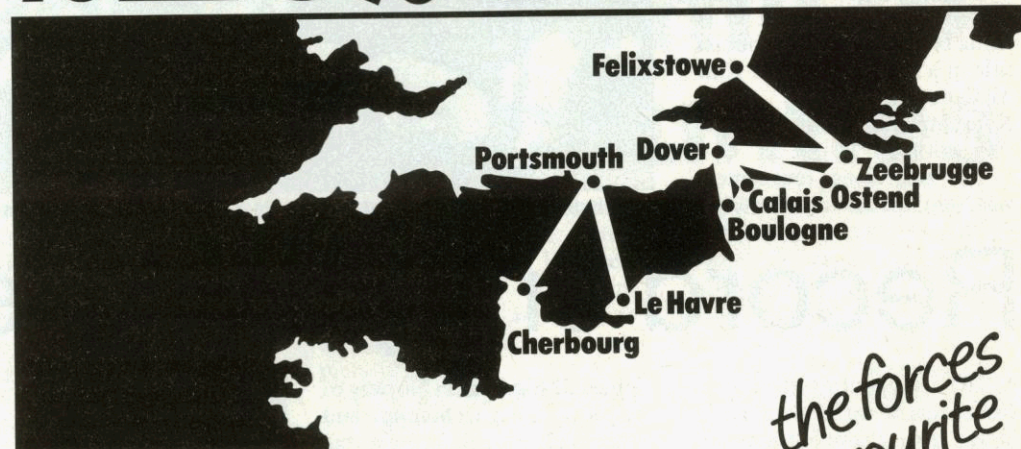 Felixstowe
Dover
Portsmouth
Zeebrugge
Ostend
Calais
Boulogne
Le Havre
Cherbourg
the forces